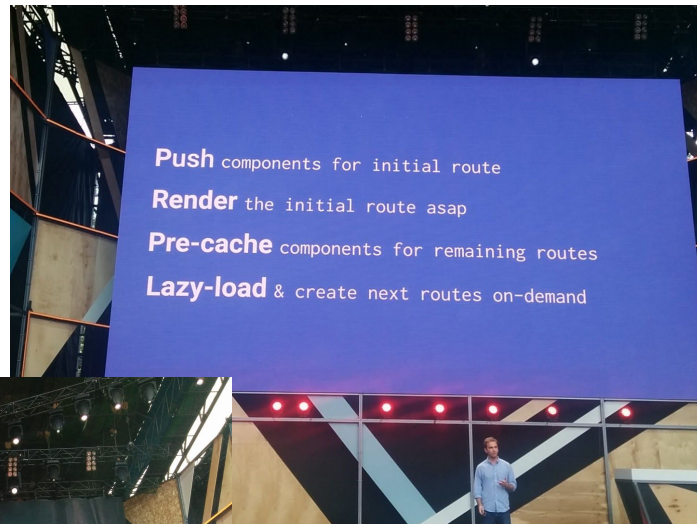 Push components for initial route
Render the initial route asap
Pre-cache components for remaining routes
Lazy-load & create next routes on-demand